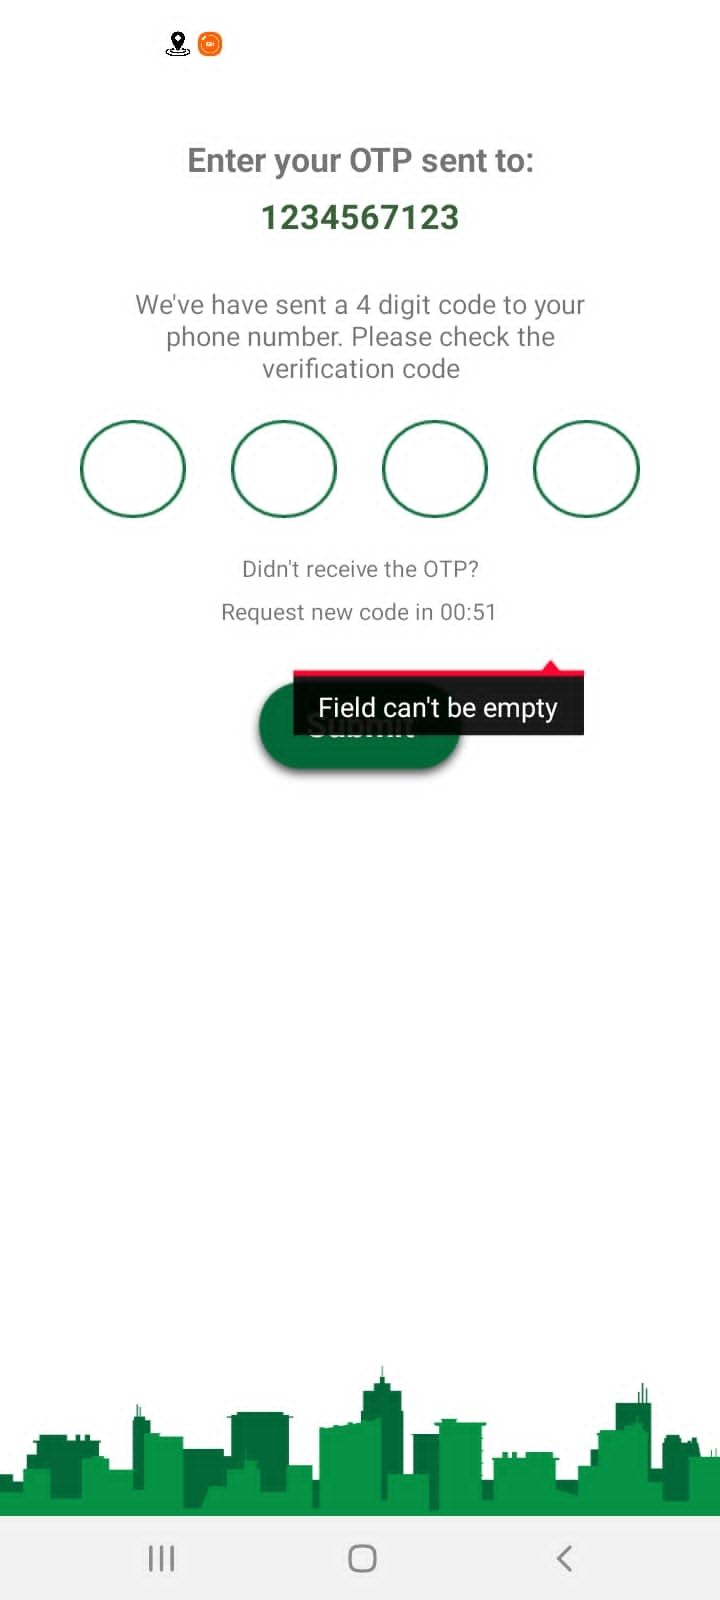 Enter your OTP sent to:
1234567123
We've have sent a 4 digit code to your
phone number. Please check the
verification code
Didn't receive the OTP?
Request new code in 00:51
Field can't be empty
Submit